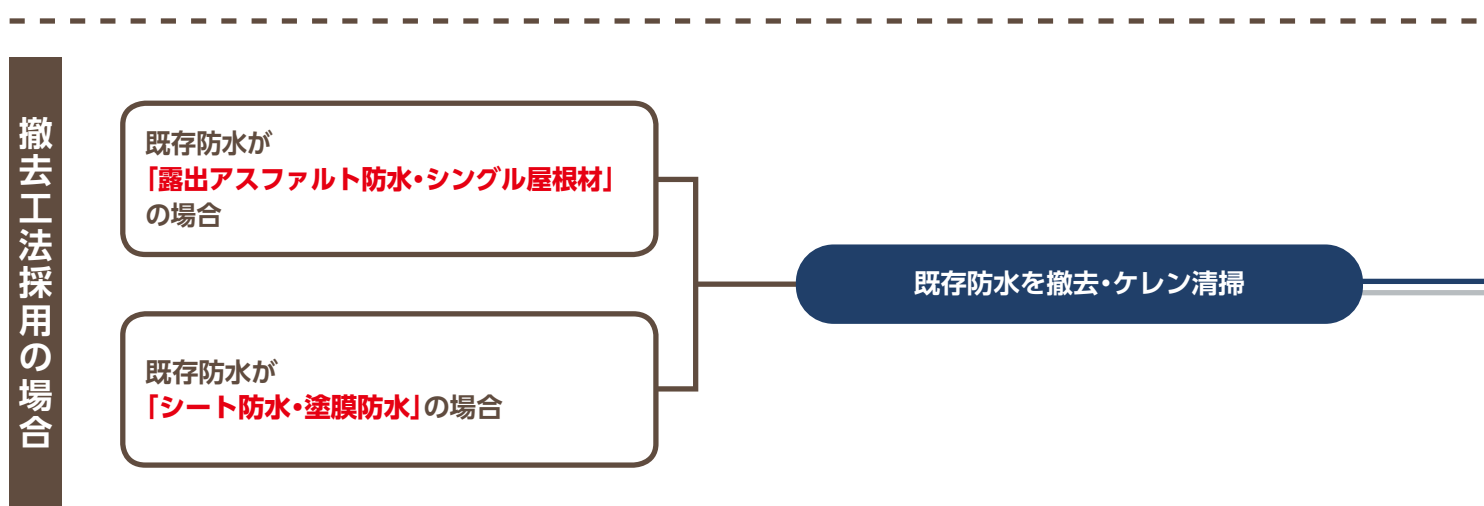 撤去工法採用の場合
既存防水が
「露出アスファルト防水・シングル屋根材」
の場合
既存防水を撤去・ケレン清掃
既存防水が
「シート防水・塗膜防水」の場合